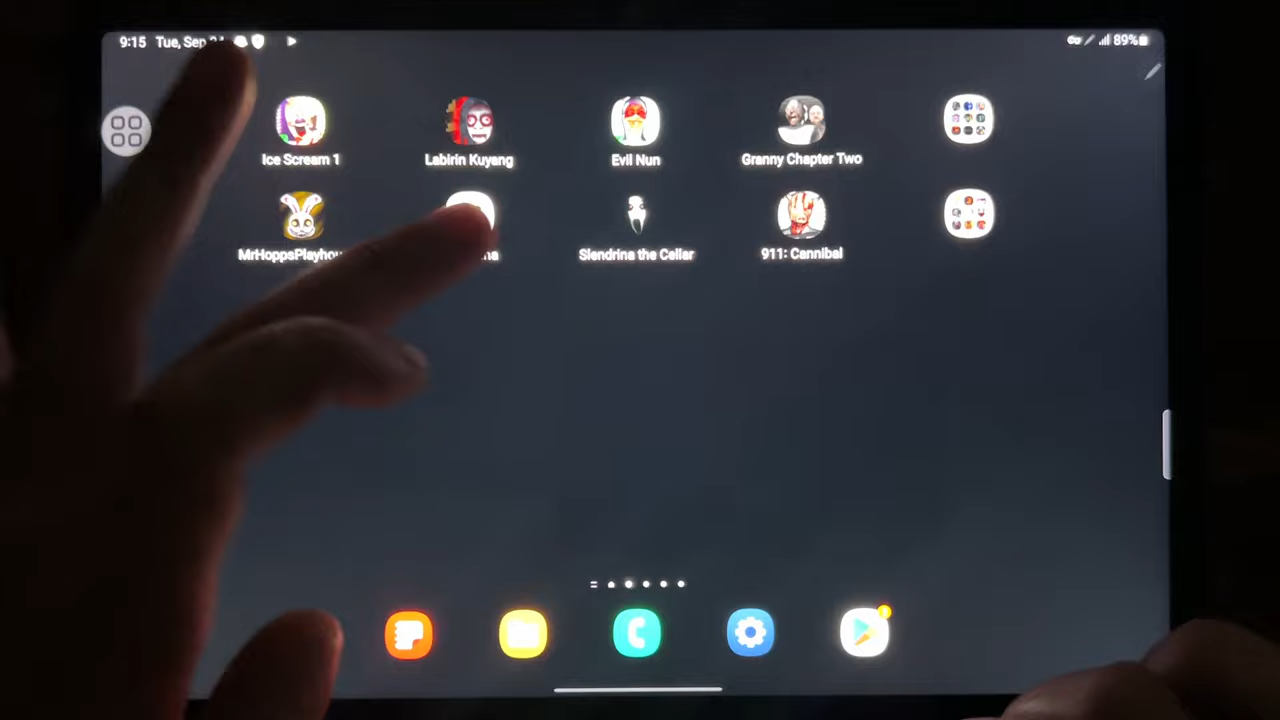 9:15 Tue, Sep
89%
Ice Scream 1
Labirin Kuyang
Evil Nun
Granny Chapter Two
Slendrina the Cellar
911: Cannibal